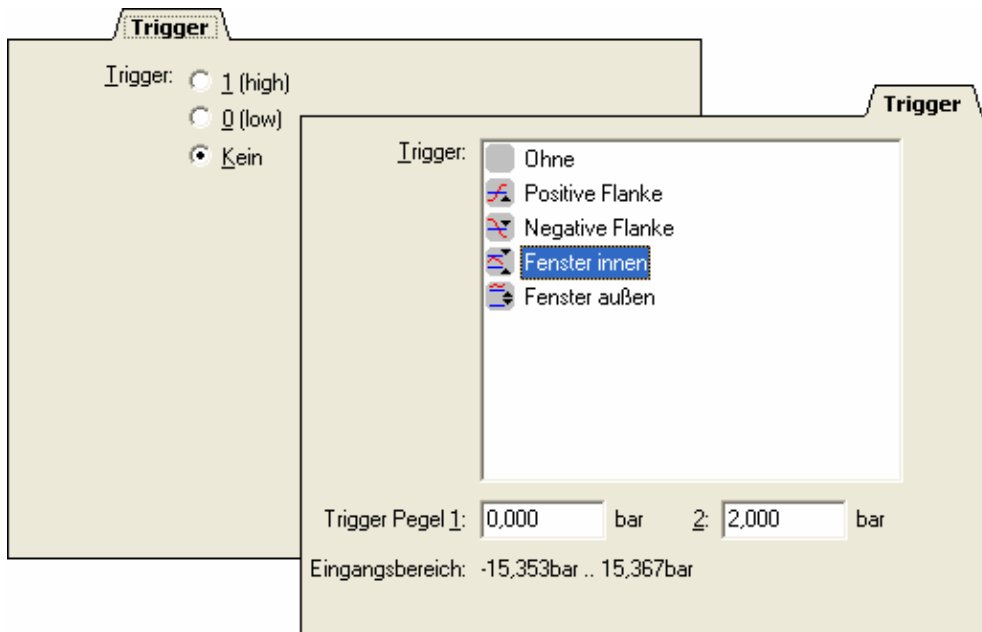 Trigger
Trigger: 1 (high)
0 (low)
Kein
Trigger
Trigger: Ohne
Positive Flanke
Negative Flanke
Fenster innen
Fenster außen
Trigger Pegel 1: 0,000 bar 2: 2,000 bar
Eingangsbereich: -15,353bar .. 15,367bar